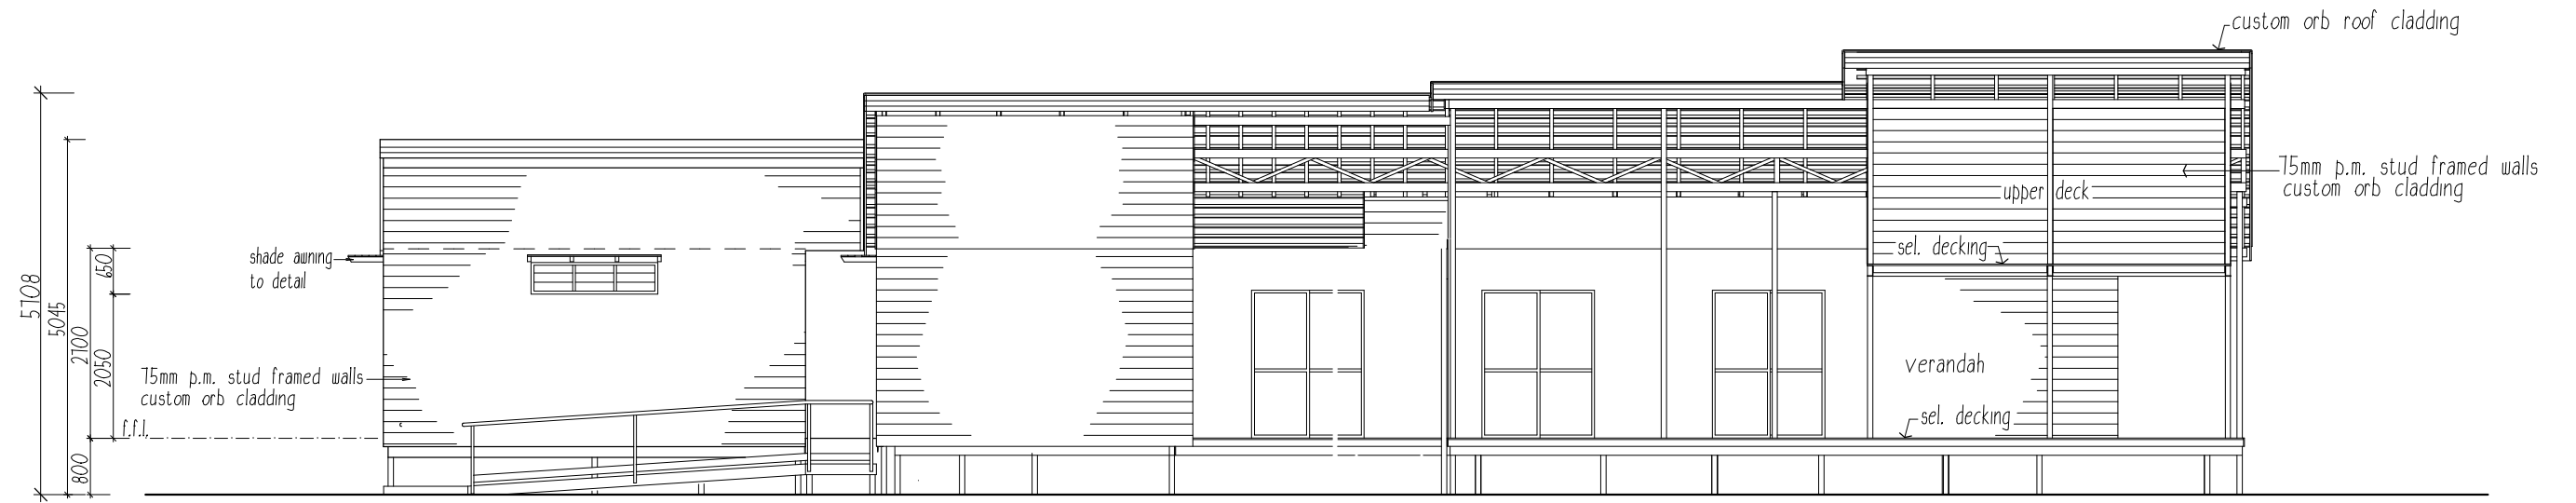 custom orb roof cladding
75mm p.m. stud framed walls
custom orb cladding
upper deck
sel. decking
shade awning
to detail
650
5708
5045
2700
2050
verandah
75mm p.m. stud framed walls
custom orb cladding
sel. decking
f.f.l.
800